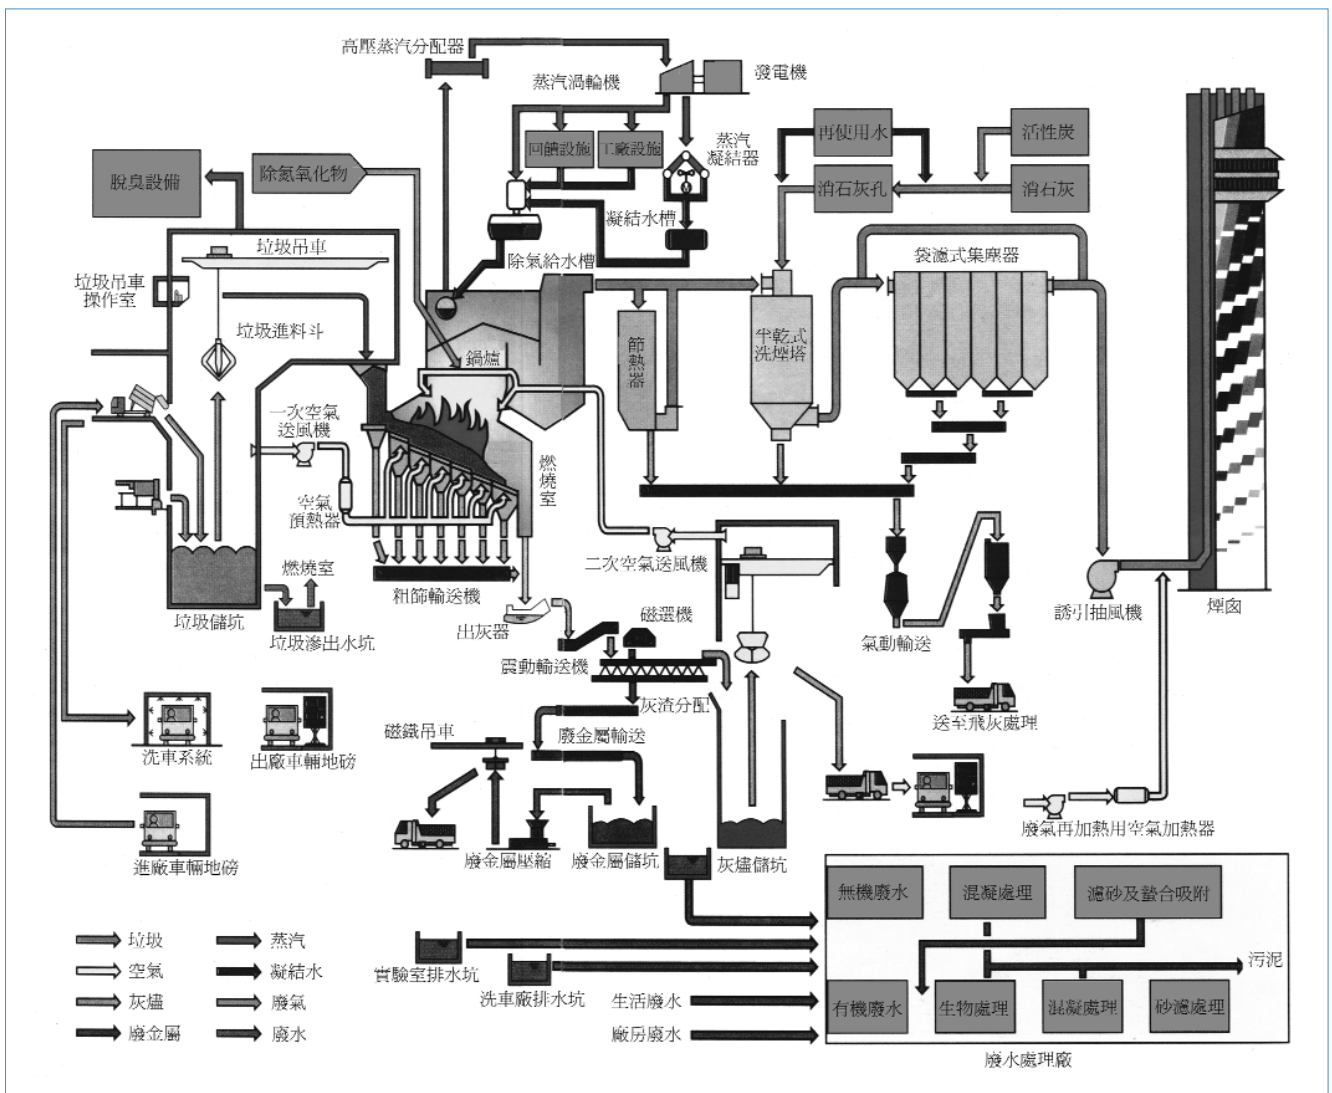 高壓蒸汽分配器
蒸汽渦輪機
發電機
回饋設施
工廠設施
蒸汽
凝結器
再使用水
活性炭
消石灰孔
消石灰
脫臭設備
除氮氧化物
凝結水槽
除氣給水槽
垃圾吊車
垃圾吊車
操作室
垃圾進料斗
袋濾式集塵器
鍋爐
節熱器
半乾式
洗煙塔
一次空氣
送風機
空氣
預熱器
燃燒室
二次空氣送風機
粗篩輸送機
燃燒室
垃圾儲坑
垃圾滲出水坑
出灰器
磁選機
震動輸送機
氣動輸送
誘引抽風機
煙囪
灰渣分配
磁鐵吊車
廢金屬輸送
送至飛灰處理
洗車系統
出廠車輛地磅
進廠車輛地磅
廢金屬壓縮
廢金屬儲坑
灰燼儲坑
廢氣再加熱用空氣加熱器
無機廢水
混凝處理
濾砂及螯合吸附
污泥
有機廢水
生物處理
混凝處理
砂濾處理
實驗室排水坑
洗車廠排水坑
生活廢水
廠房廢水
廢水處理廠
垃圾
蒸汽
空氣
凝結水
灰燼
廢氣
廢金屬
廢水